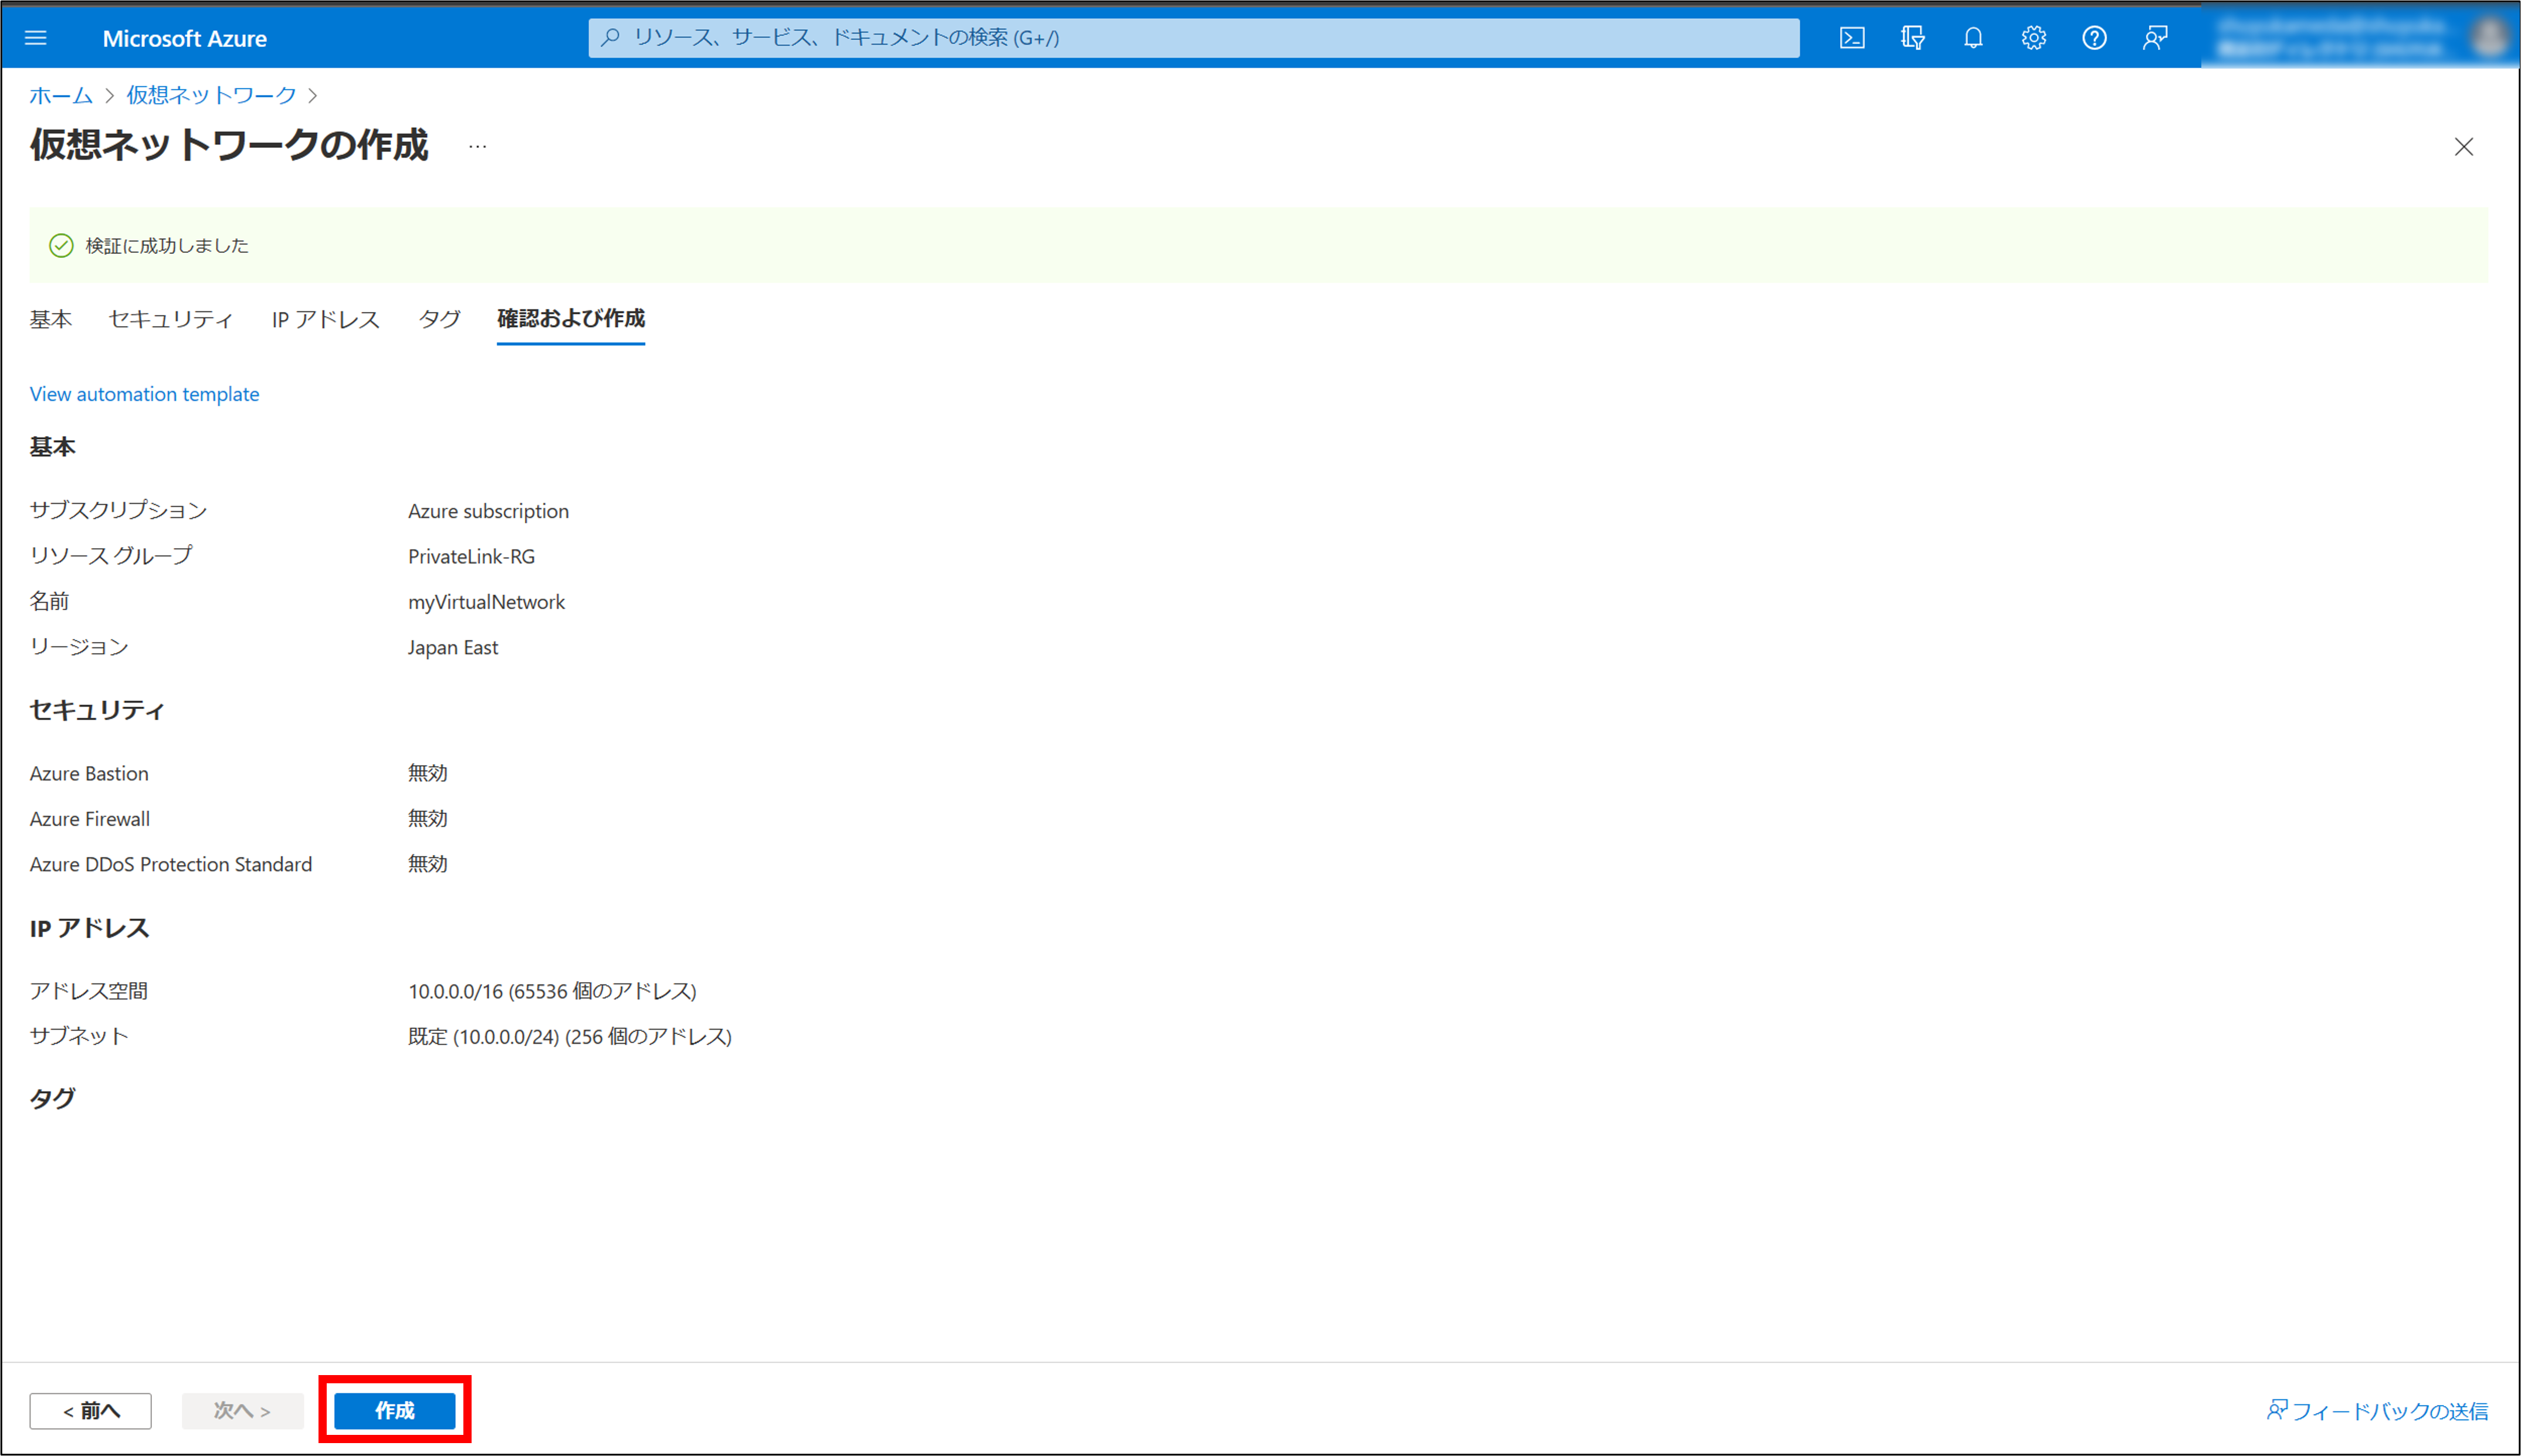 Microsoft Azure
リソース、サービス、ドキュメントの検索 (G+/)
ホーム > 仮想ネットワーク >
仮想ネットワークの作成 ...
検証に成功しました
基本 セキュリティ IP アドレス タグ 確認および作成
View automation template
基本
サブスクリプション Azure subscription
リソース グループ PrivateLink-RG
名前 myVirtualNetwork
リージョン Japan East
セキュリティ
Azure Bastion 無効
Azure Firewall 無効
Azure DDoS Protection Standard 無効
IP アドレス
アドレス空間 10.0.0.0/16 (65536 個のアドレス)
サブネット 既定 (10.0.0.0/24) (256 個のアドレス)
タグ
< 前へ 次へ > 作成 フィードバックの送信